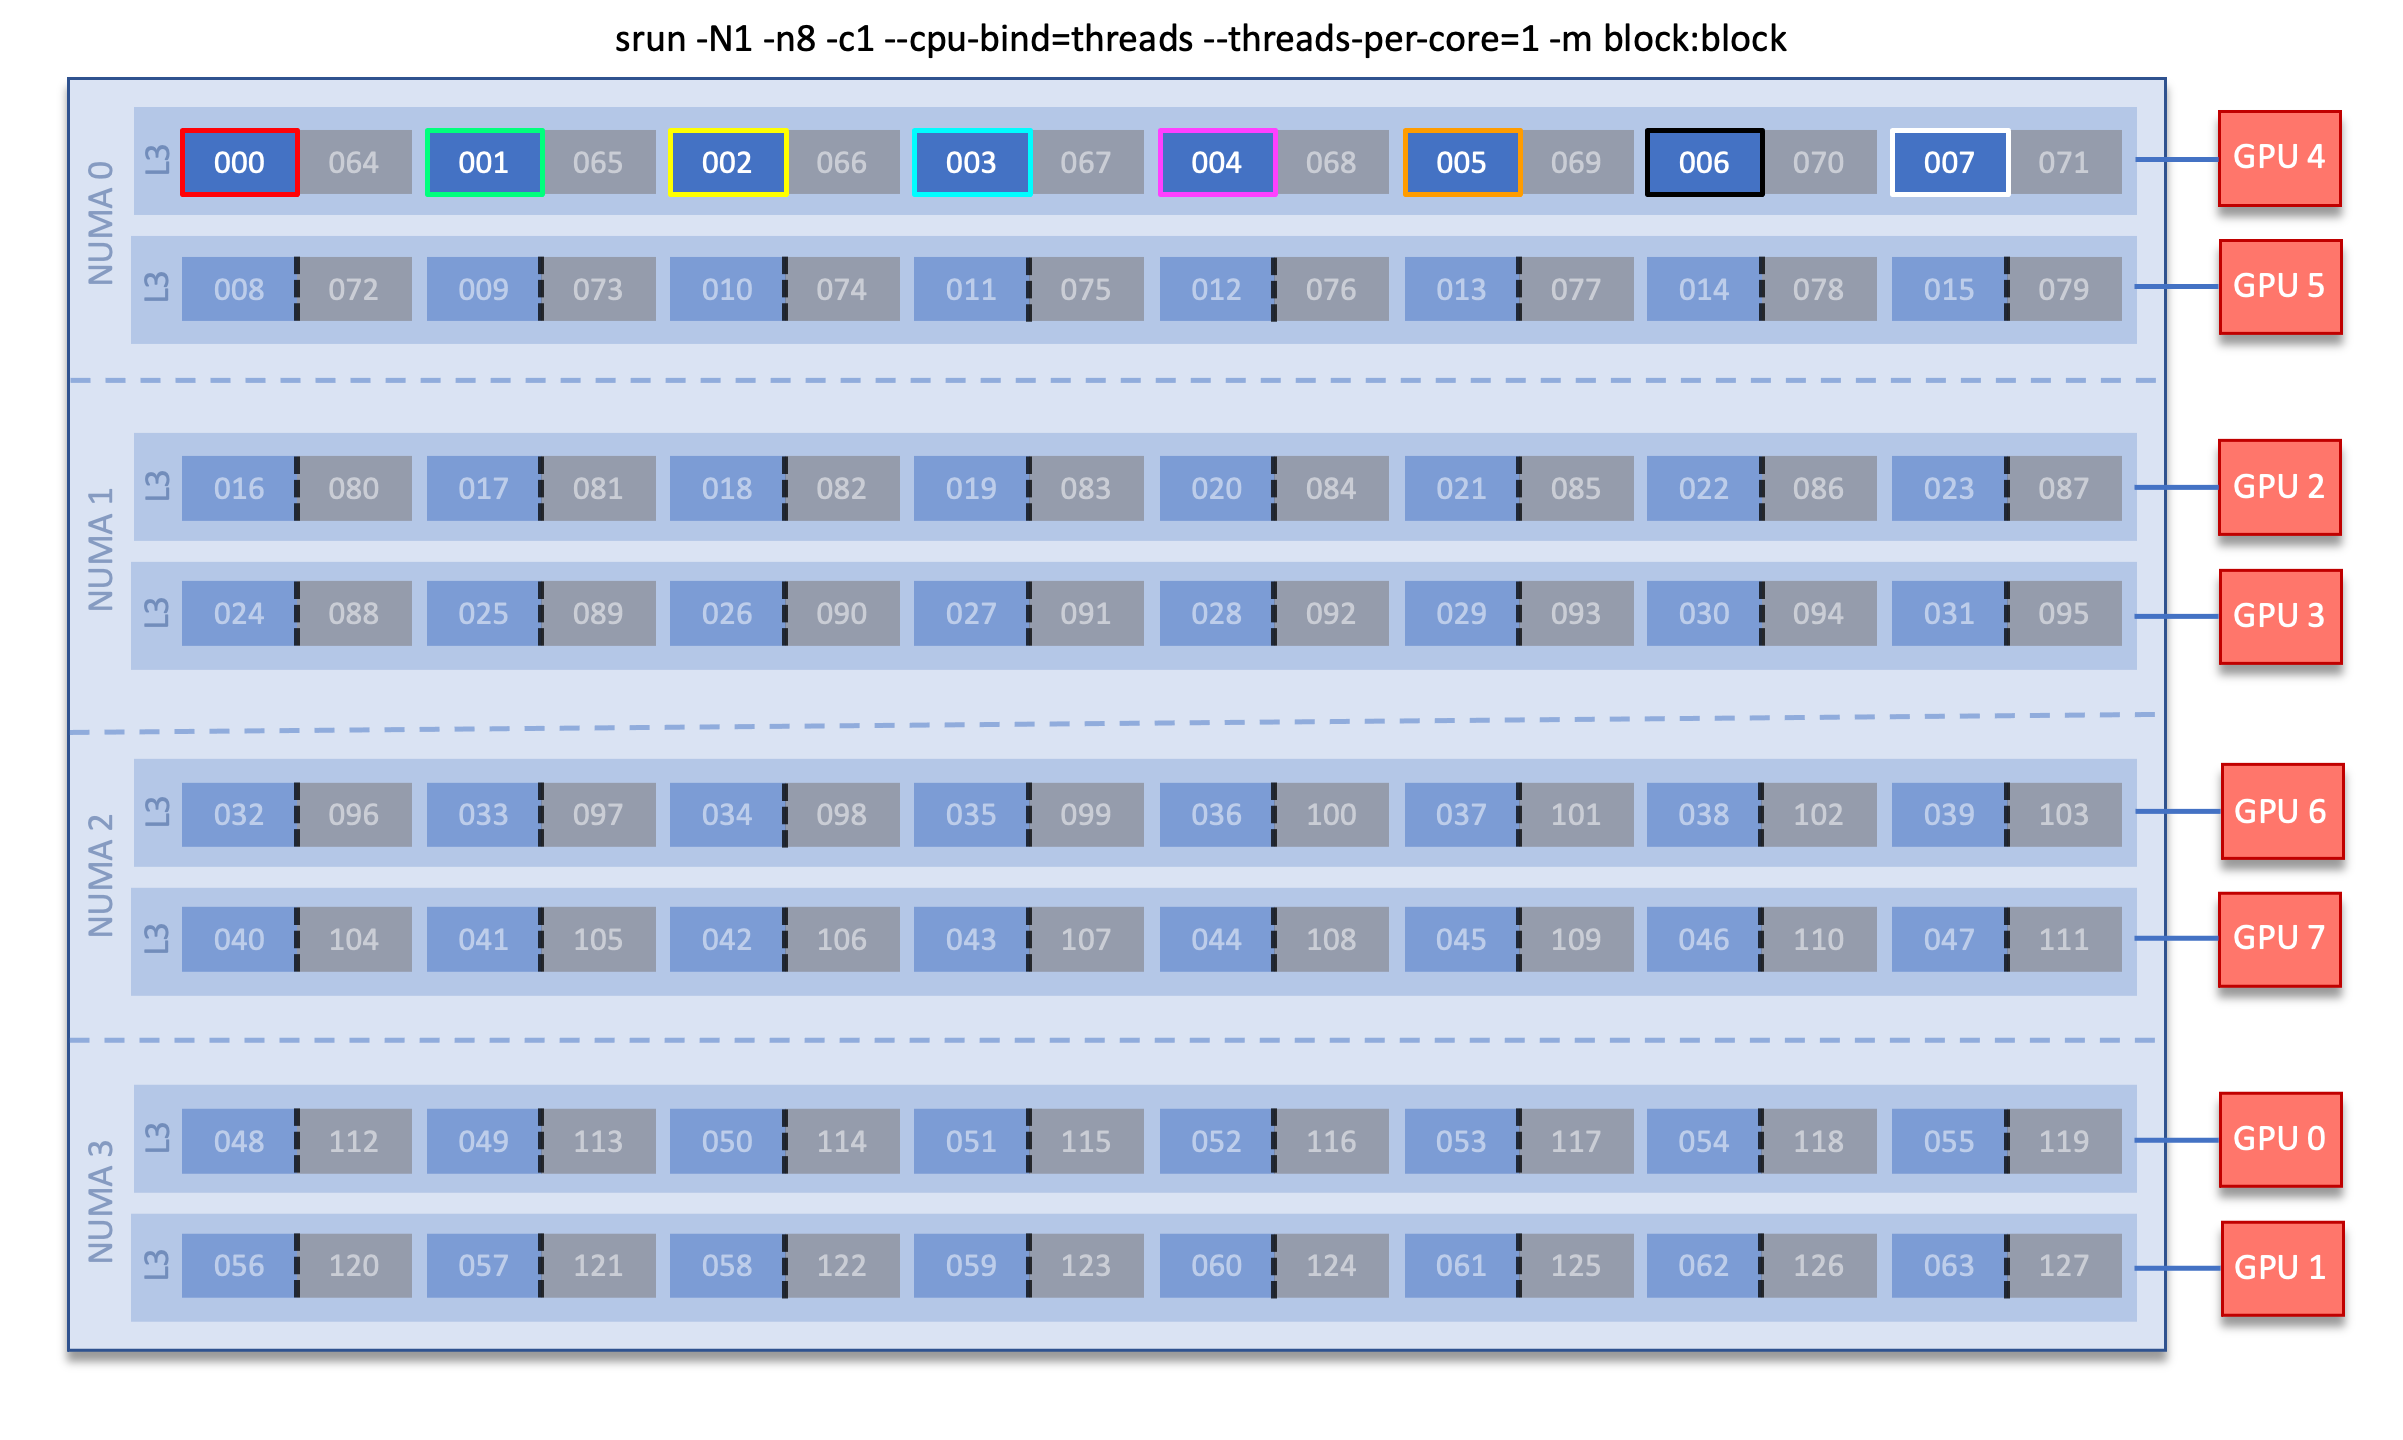 srun -N1 -n8 -c1 --cpu-bind=threads --threads-per-core=1 -m block:block
NUMA 0
L3 000 064 001 065 002 066 003 067 004 068 005 069 006 070 007 071 GPU 4
L3 008 072 009 073 010 074 011 075 012 076 013 077 014 078 015 079 GPU 5
NUMA 1
L3 016 080 017 081 018 082 019 083 020 084 021 085 022 086 023 087 GPU 2
L3 024 088 025 089 026 090 027 091 028 092 029 093 030 094 031 095 GPU 3
NUMA 2
L3 032 096 033 097 034 098 035 099 036 100 037 101 038 102 039 103 GPU 6
L3 040 104 041 105 042 106 043 107 044 108 045 109 046 110 047 111 GPU 7
NUMA 3
L3 048 112 049 113 050 114 051 115 052 116 053 117 054 118 055 119 GPU 0
L3 056 120 057 121 058 122 059 123 060 124 061 125 062 126 063 127 GPU 1